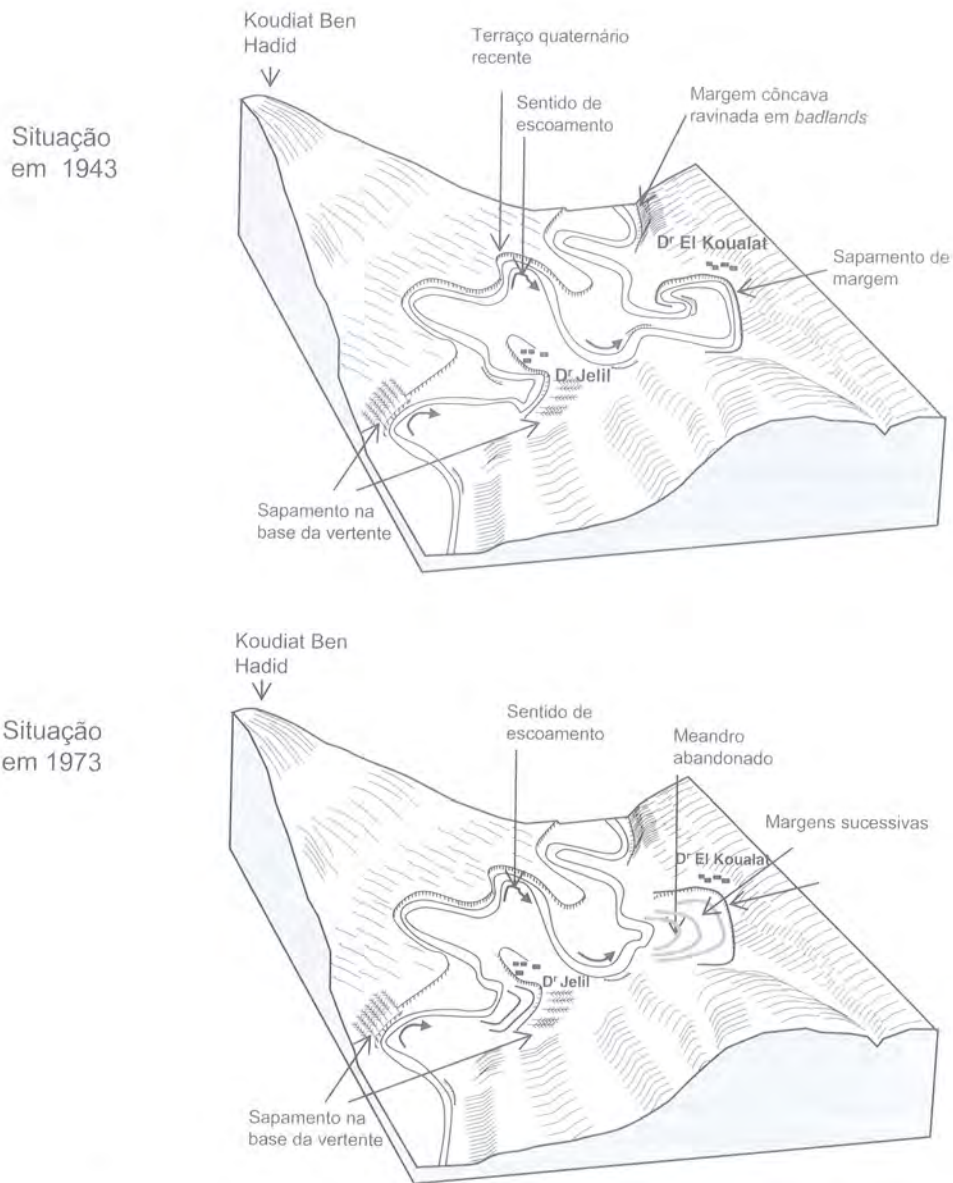 Koudiat Ben
Hadid
Terraço quaternário
recente
Sentido de
escoamento
Margem côncava
ravinada em badlands
Situação
em 1943
Dʳ El Koualat
Sapamento de
margem
Dʳ Jelil
Sapamento na
base da vertente
Koudiat Ben
Hadid
Situação
em 1973
Sentido de
escoamento
Meandro
abandonado
Margens sucessivas
Dʳ El Koualat
Dʳ Jelil
Sapamento na
base da vertente